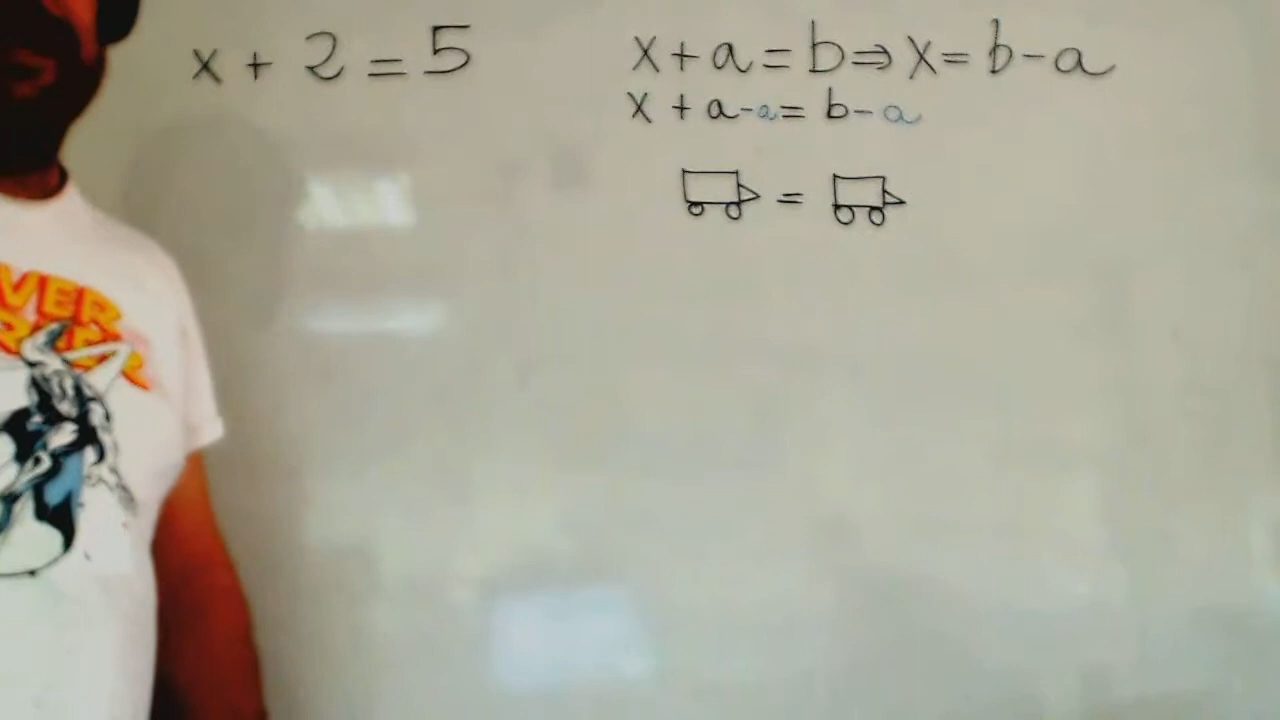 x + 2 = 5
x + a = b ⇒ x = b - a
x + a - a = b - a
=